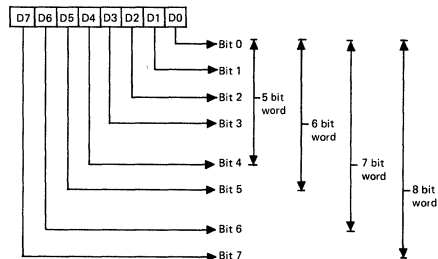 D7 D6 D5 D4 D3 D2 D1 D0
Bit 0
Bit 1
Bit 2
Bit 3
Bit 4
Bit 5
Bit 6
Bit 7
5 bit
word
6 bit
word
7 bit
word
8 bit
word